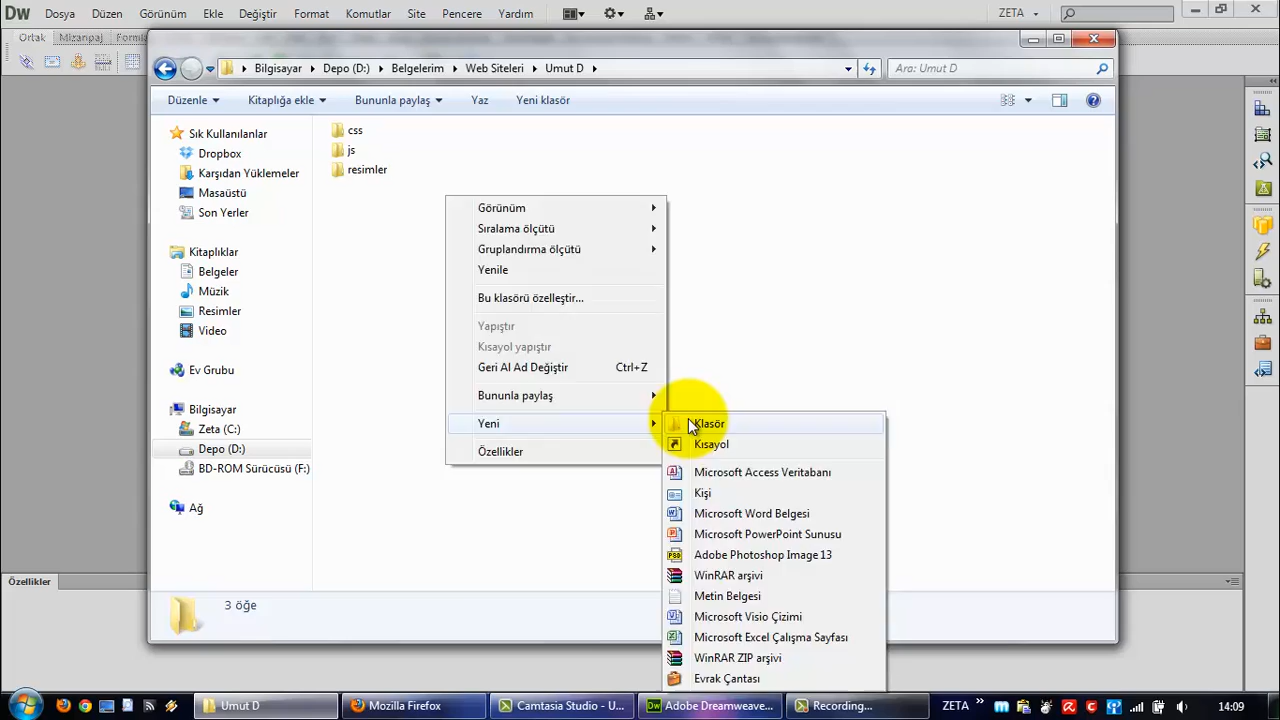 Dw Dosya Düzen Görünüm Ekle Değiştir Format Komutlar Site Pencere Yardım ZETA
Ortak Mizanpaj
Bilgisayar Depo (D:) Belgelerim Web Siteleri Umut D Ara: Umut D
Düzenle Kitaplığa ekle Bununla paylaş Yaz Yeni klasör
Sık Kullanılanlar
Dropbox
Karşıdan Yüklemeler
Masaüstü
Son Yerler
Kitaplıklar
Belgeler
Müzik
Resimler
Video
Ev Grubu
Bilgisayar
Zeta (C:)
Depo (D:)
BD-ROM Sürücüsü (F:)
Ağ
css
js
resimler
Görünüm
Sıralama ölçütü
Gruplandırma ölçütü
Yenile
Bu klasörü özelleştir...
Yapıştır
Kısayol yapıştır
Geri Al Ad Değiştir Ctrl+Z
Bununla paylaş
Yeni
Özellikler
Klasör
Kısayol
Microsoft Access Veritabanı
Kişi
Microsoft Word Belgesi
Microsoft PowerPoint Sunusu
Adobe Photoshop Image 13
WinRAR arşivi
Metin Belgesi
Microsoft Visio Çizimi
Microsoft Excel Çalışma Sayfası
WinRAR ZIP arşivi
Evrak Çantası
Özellikler
3 öğe
Umut D Mozilla Firefox Camtasia Studio - U... Adobe Dreamweave... Recording... ZETA 14:09